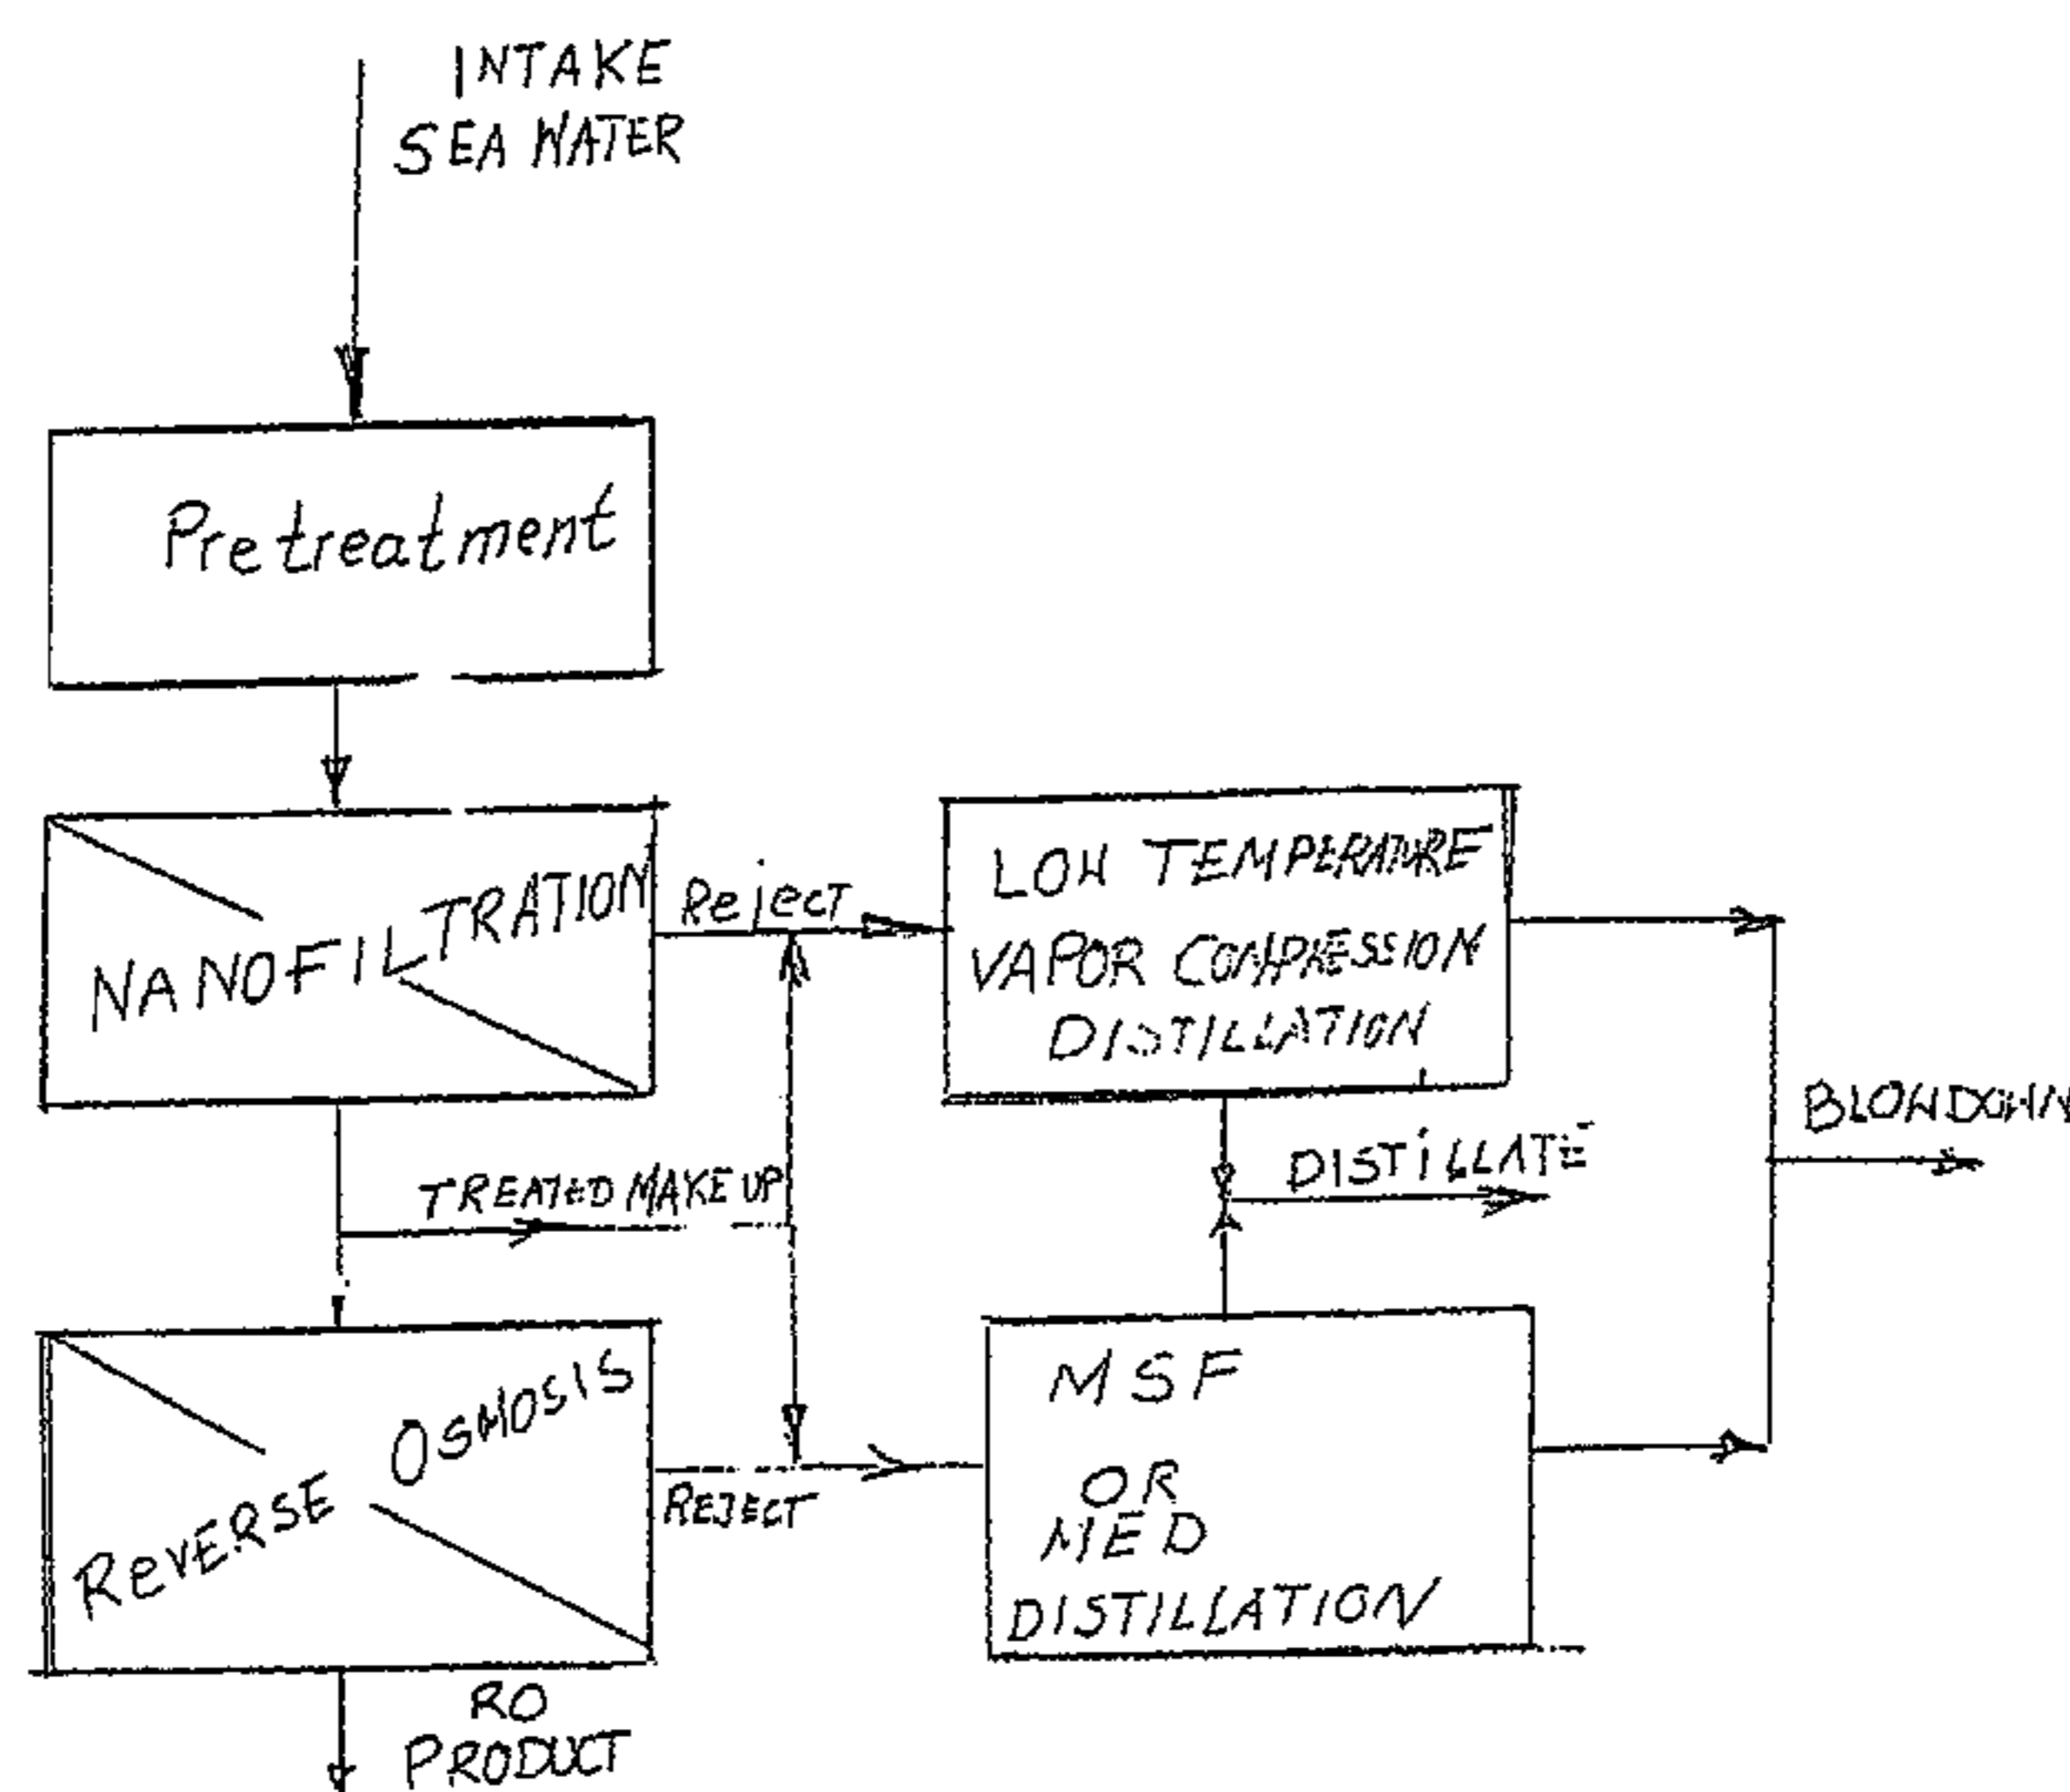 INTAKE
SEA WATER
Pretreatment
NANOFILTRATION
Reject
LOW TEMPERATURE
VAPOR COMPRESSION
DISTILLATION
BLOWDOWN
DISTILLATE
TREATED MAKE UP
REVERSE OSMOSIS
REJECT
MSF
OR
MED
DISTILLATION
RO
PRODUCT